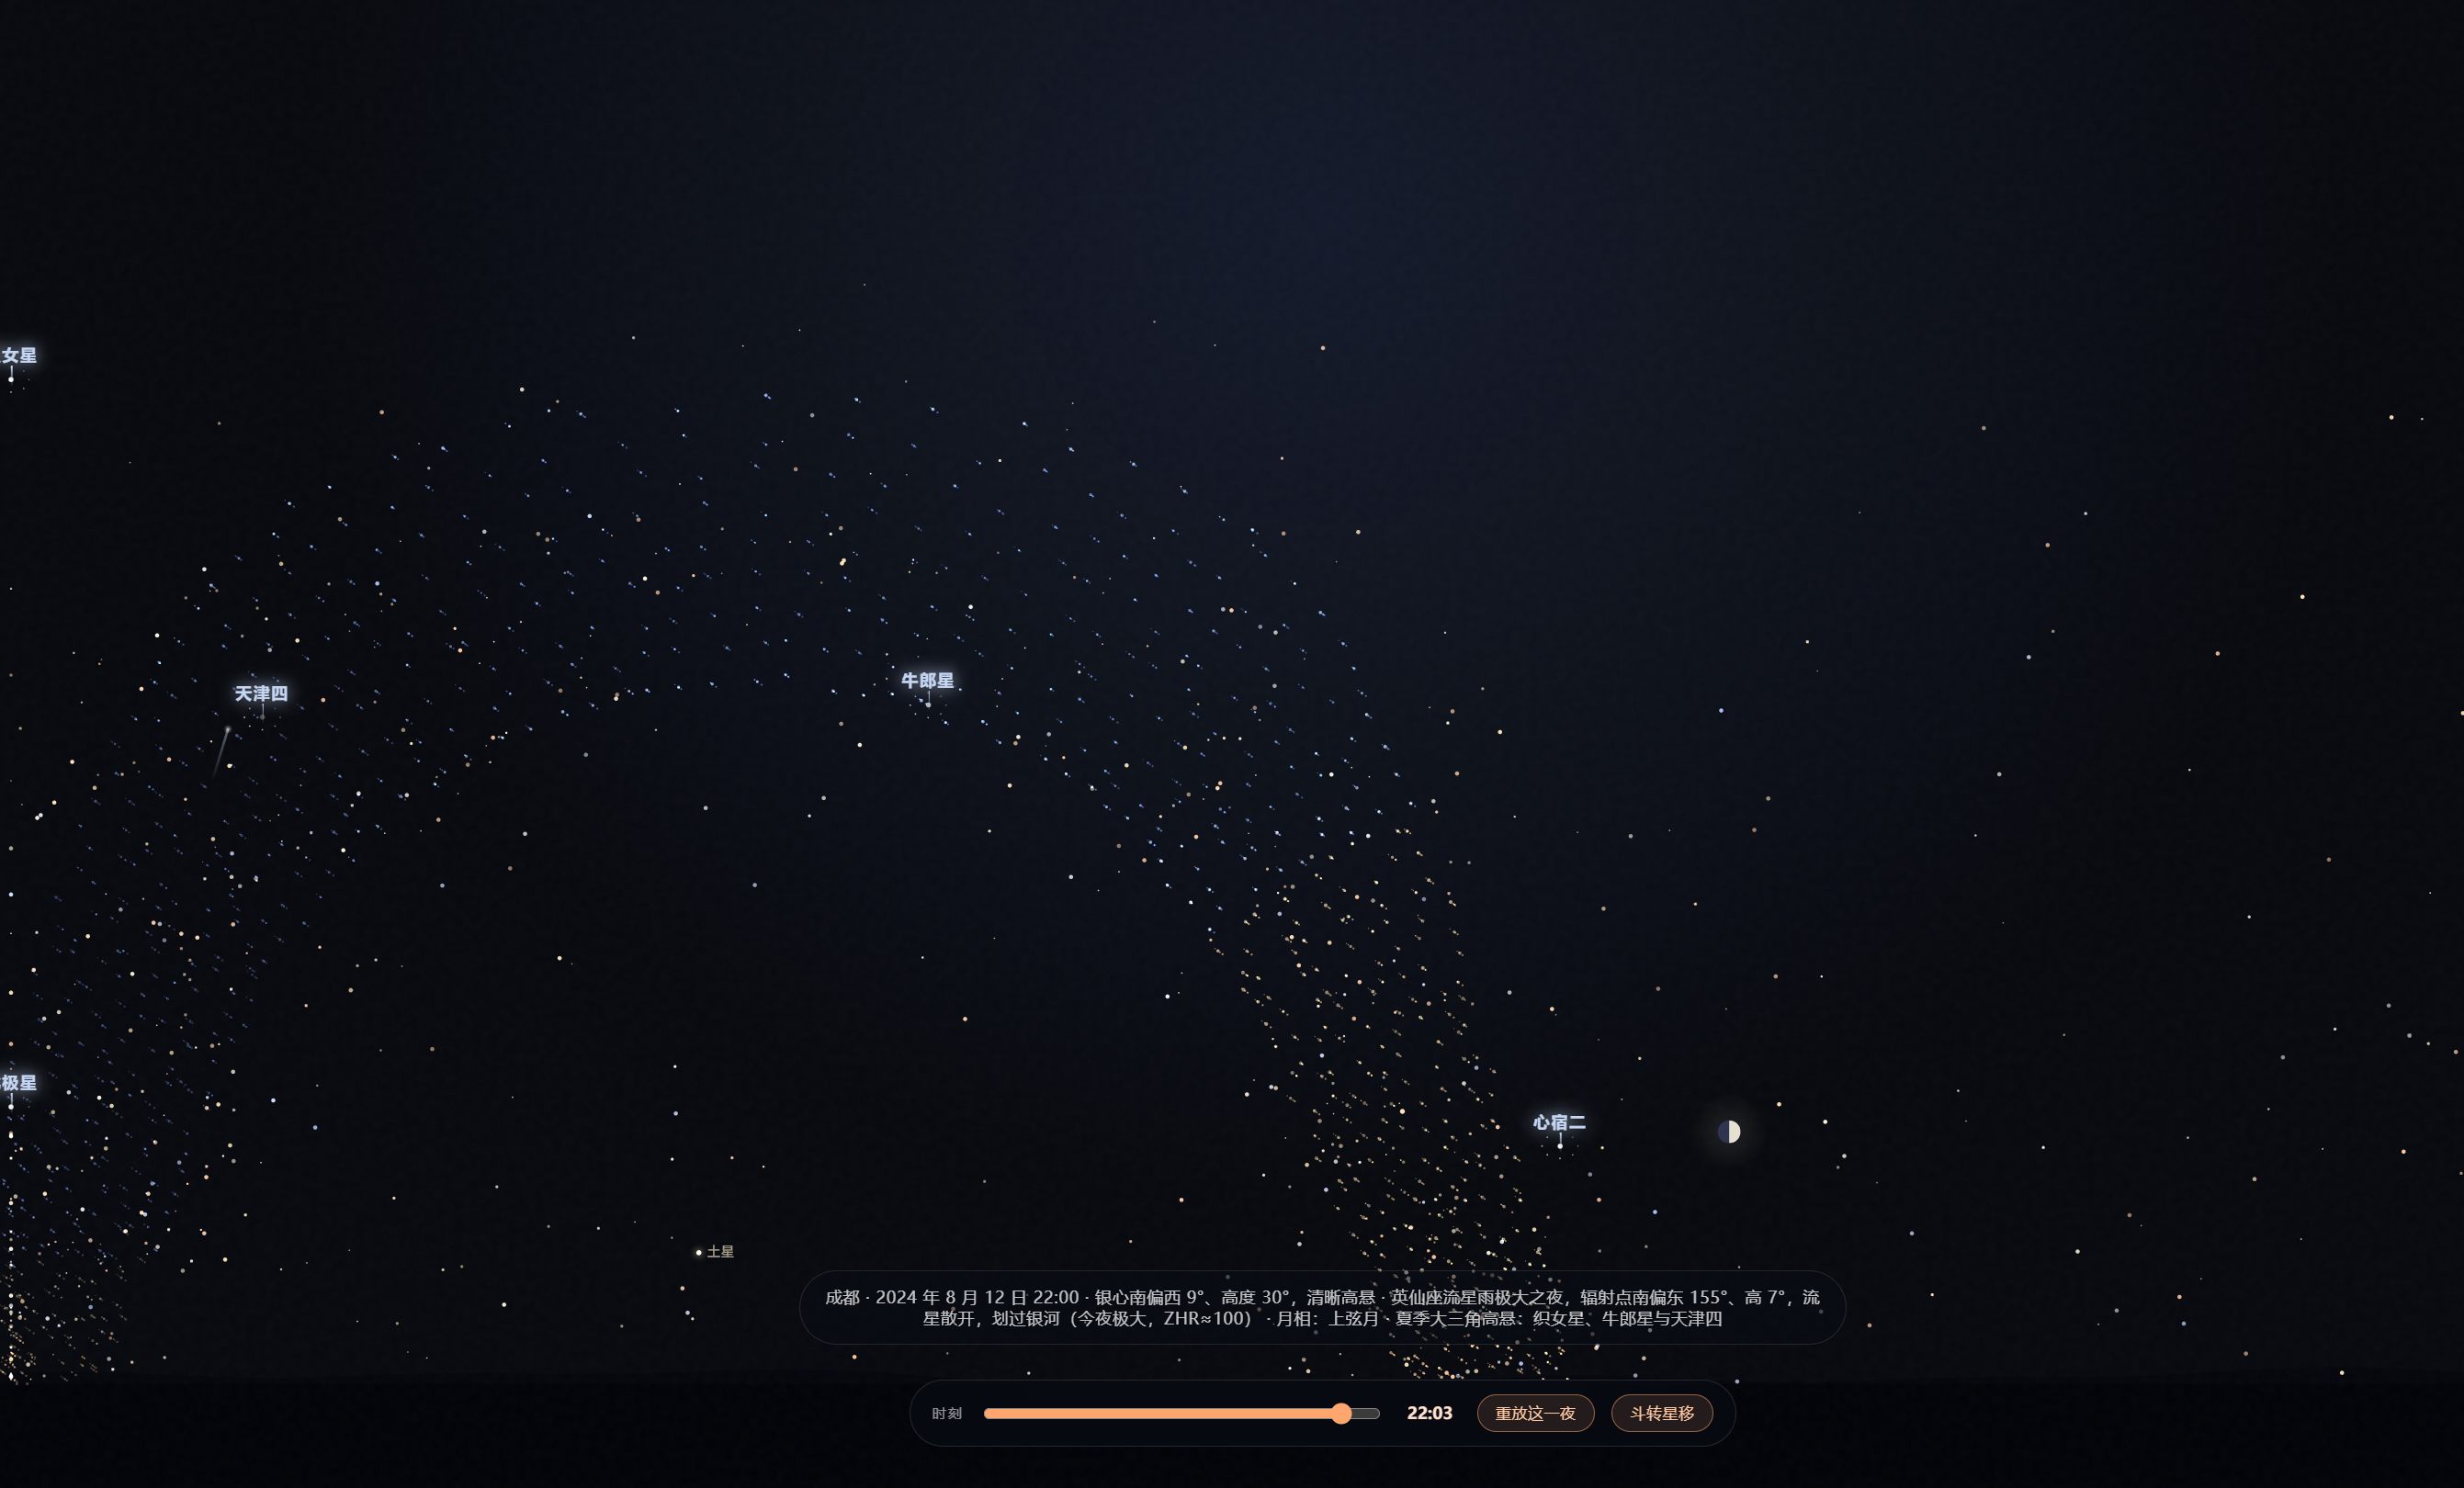 女星
天津四
牛郎星
极星
心宿二
土星
成都 · 2024 年 8 月 12 日 22:00 · 银心南偏西 9°、高度 30°，清晰高悬 · 英仙座流星雨极大之夜，辐射点南偏东 155°、高 7°，流
星散开，划过银河（今夜极大，ZHR≈100） · 月相：上弦月 · 夏季大三角高悬：织女星、牛郎星与天津四
时刻 22:03 重放这一夜 斗转星移